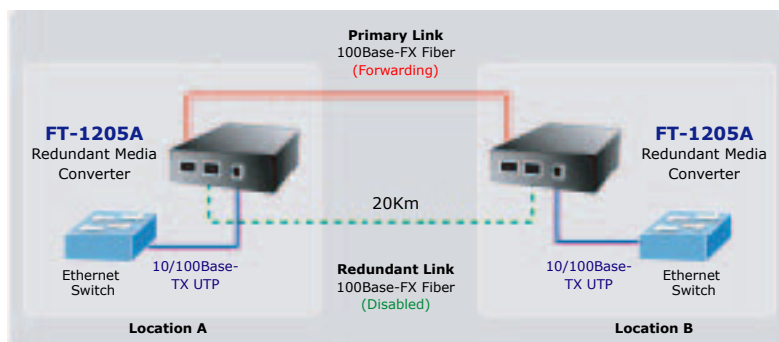 Primary Link
100Base-FX Fiber
(Forwarding)
FT-1205A
Redundant Media
Converter
FT-1205A
Redundant Media
Converter
20Km
Ethernet
Switch
10/100Base-
TX UTP
Redundant Link
100Base-FX Fiber
(Disabled)
10/100Base-
TX UTP
Ethernet
Switch
Location A
Location B